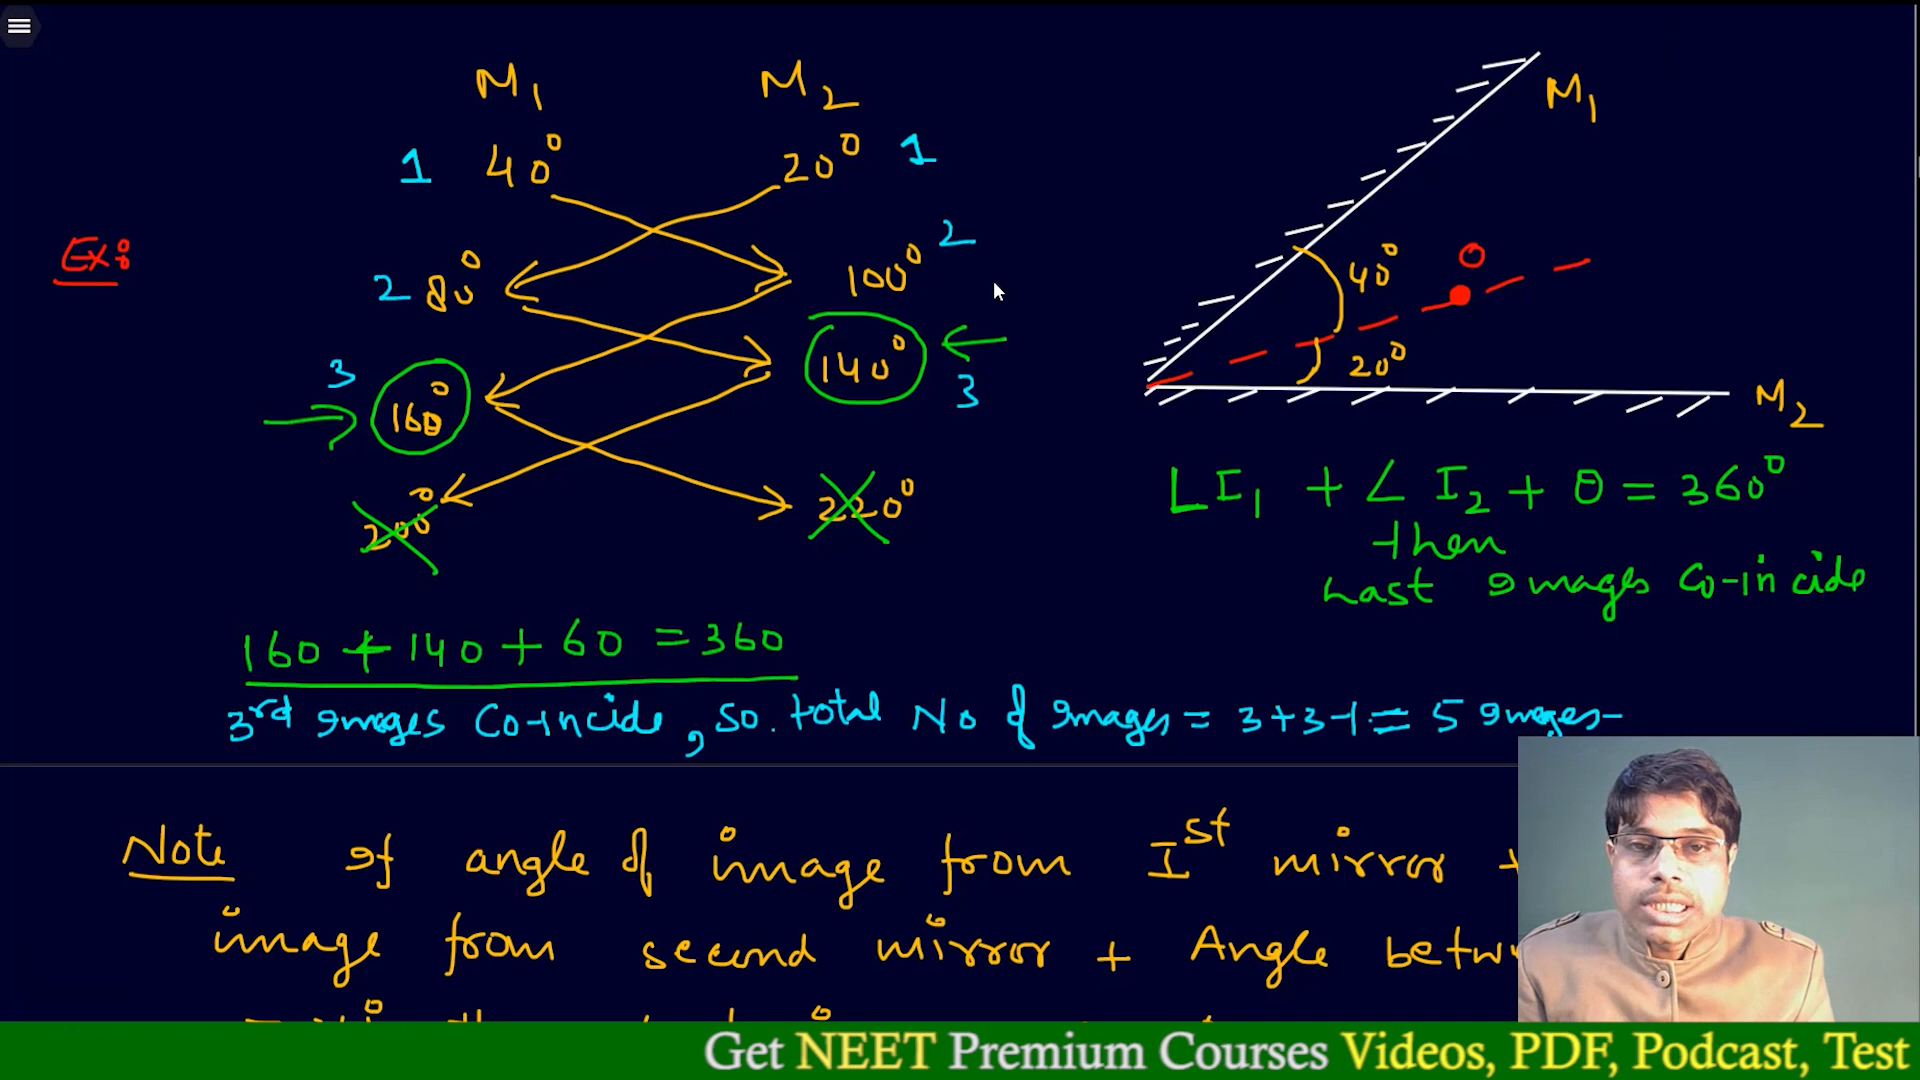 M1 M2
1 40° 20° 1
Ex:
2 80° 100° 2
3 160° 140° 3
200° 220°
M1
40° O
20°
M2
LI1 + ∠ I2 + θ = 360°
then
Last images Co-incide
160 + 140 + 60 = 360
3rd images Co-incide, so. total No of images = 3+3-1 = 5 images
Note If angle of image from Ist mirror +
image from second mirror + Angle betw
Get NEET Premium Courses Videos, PDF, Podcast, Test